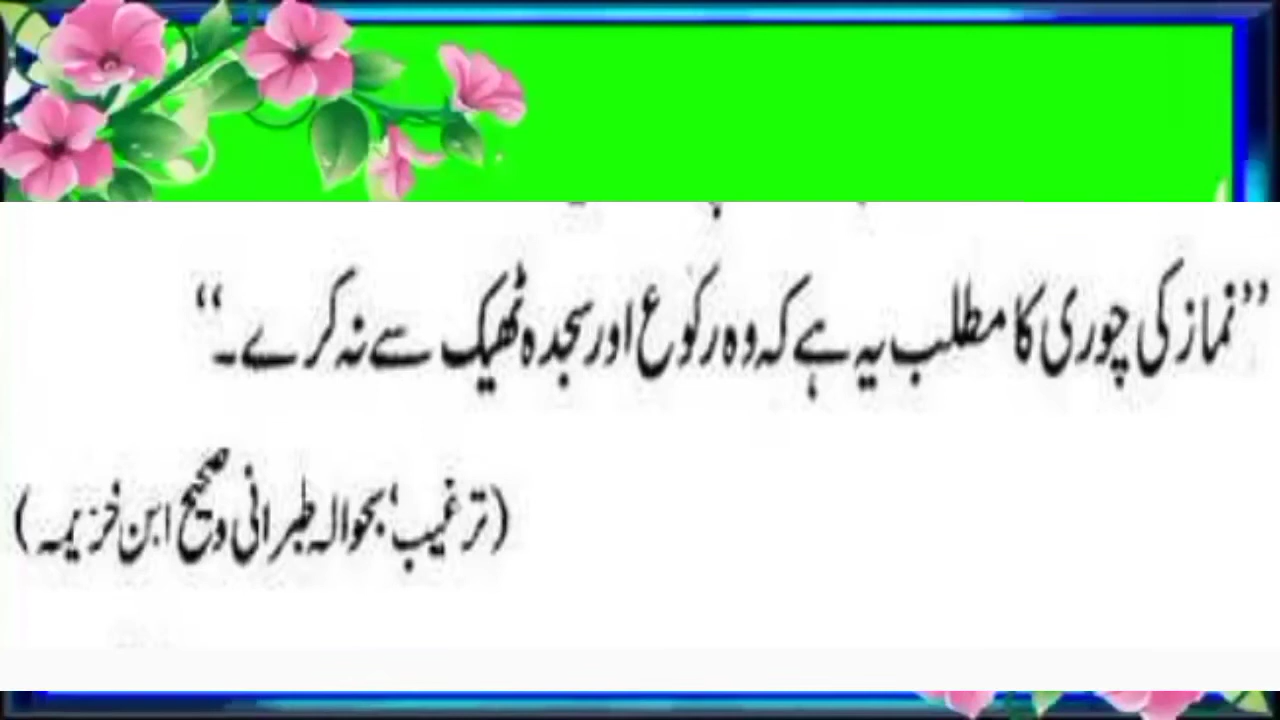 ’’نماز کی چوری کا مطلب یہ ہے کہ وہ رکوع اور سجدہ ٹھیک سے نہ کرے۔‘‘
(ترغیب‘ بحوالہ طبرانی و صحیح ابن خزیمہ)